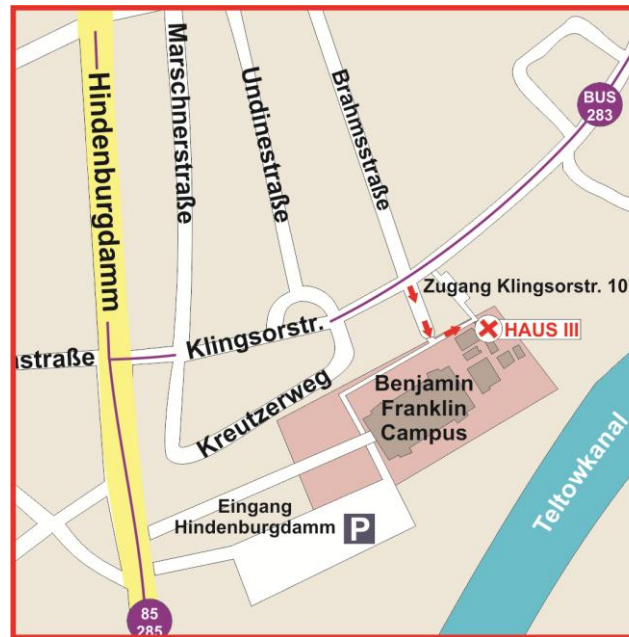 Hindenburgdamm
Marschnerstraße
Undinestraße
Brahmsstraße
BUS
283
Zugang Klingsorstr. 10
HAUS III
Klingsorstr.
Kreutzerweg
Benjamin
Franklin
Campus
Eingang
Hindenburgdamm
P
Teltowkanal
85
285